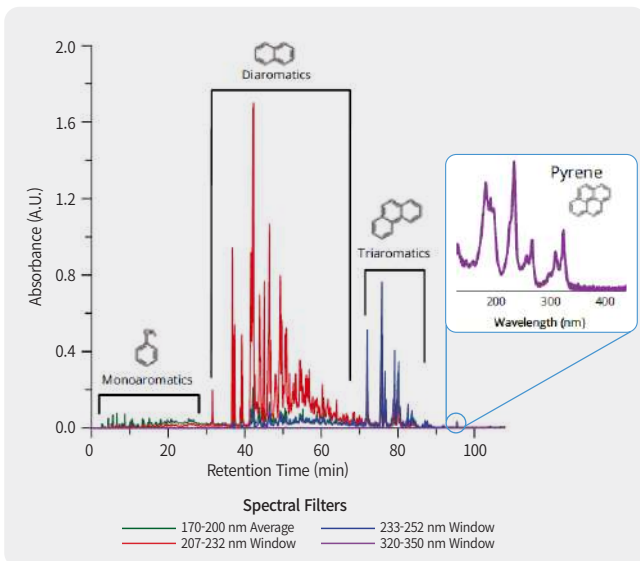 2.0
Diaromatics
1.6
Pyrene
1.2
Absorbance (A.U.)
Triaromatics
0.8
200 300 400
Wavelength (nm)
0.4
Monoaromatics
0.0
0 20 40 60 80 100
Retention Time (min)
Spectral Filters
170-200 nm Average 233-252 nm Window
207-232 nm Window 320-350 nm Window